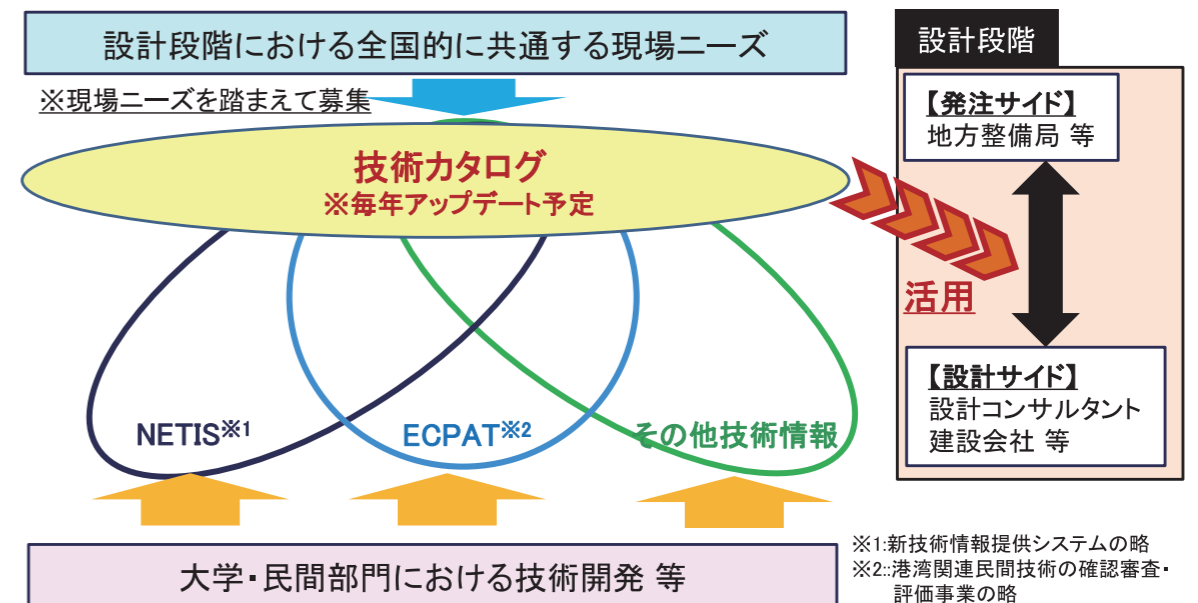 設計段階における全国的に共通する現場ニーズ
※現場ニーズを踏まえて募集
技術カタログ
※毎年アップデート予定
NETIS※1
ECPAT※2
その他技術情報
大学・民間部門における技術開発 等
設計段階
【発注サイド】
地方整備局 等
活用
【設計サイド】
設計コンサルタント
建設会社 等
※1:新技術情報提供システムの略
※2::港湾関連民間技術の確認審査・
評価事業の略